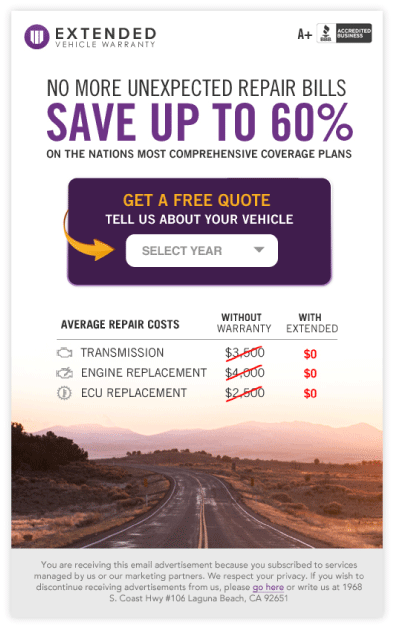 EXTENDED
VEHICLE WARRANTY
A+
BBB
ACCREDITED
BUSINESS
NO MORE UNEXPECTED REPAIR BILLS
SAVE UP TO 60%
ON THE NATIONS MOST COMPREHENSIVE COVERAGE PLANS
GET A FREE QUOTE
TELL US ABOUT YOUR VEHICLE
SELECT YEAR
AVERAGE REPAIR COSTS
WITHOUT WARRANTY
WITH EXTENDED
TRANSMISSION $3,500 $0
ENGINE REPLACEMENT $4,000 $0
ECU REPLACEMENT $2,500 $0
You are receiving this email advertisement because you subscribed to services
managed by us or our marketing partners. We respect your privacy. If you wish to
discontinue receiving advertisements from us, please go here or write us at 1968
S. Coast Hwy #106 Laguna Beach, CA 92651